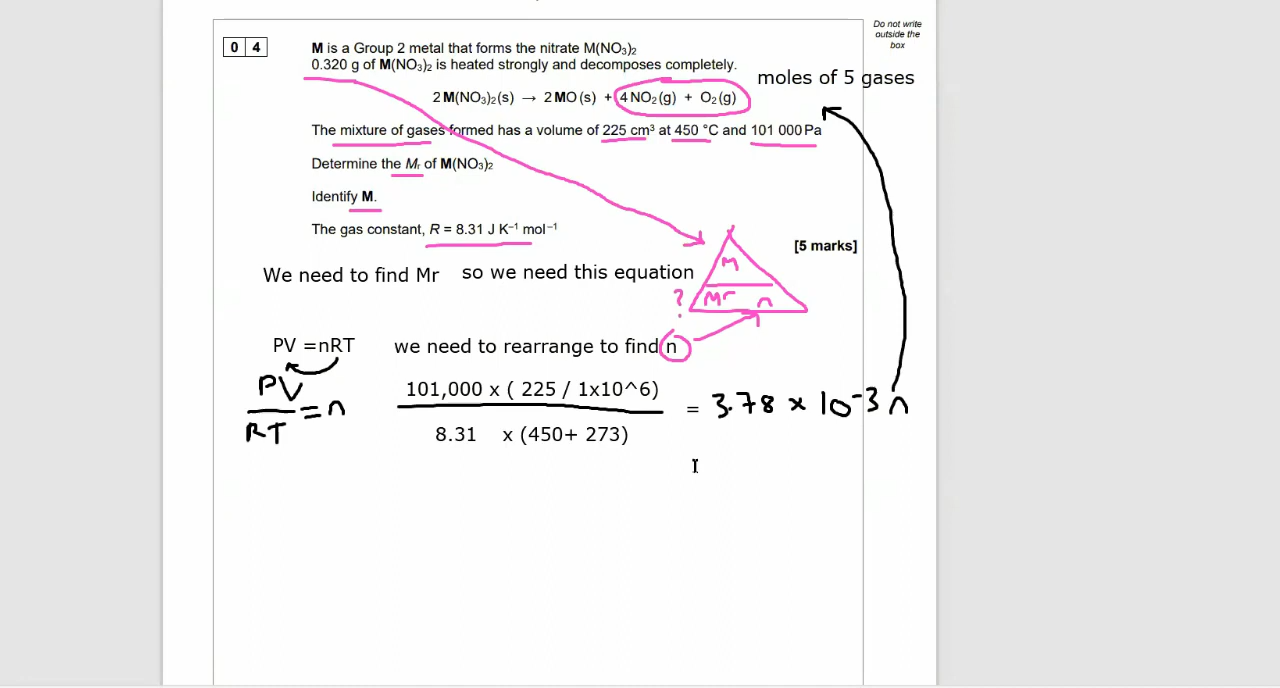 Do not write
outside the
box
0 4
M is a Group 2 metal that forms the nitrate M(NO₃)₂
0.320 g of M(NO₃)₂ is heated strongly and decomposes completely.
moles of 5 gases
2 M(NO₃)₂(s) → 2 MO (s) + 4 NO₂(g) + O₂(g)
The mixture of gases formed has a volume of 225 cm³ at 450 °C and 101 000 Pa
Determine the Mᵣ of M(NO₃)₂
Identify M.
The gas constant, R = 8.31 J K⁻¹ mol⁻¹
[5 marks]
We need to find Mr so we need this equation
M
? Mr n
PV =nRT we need to rearrange to find n
PV/RT = n
101,000 x ( 225 / 1x10^6)
= 3.78 × 10⁻³ n
8.31 x (450+ 273)